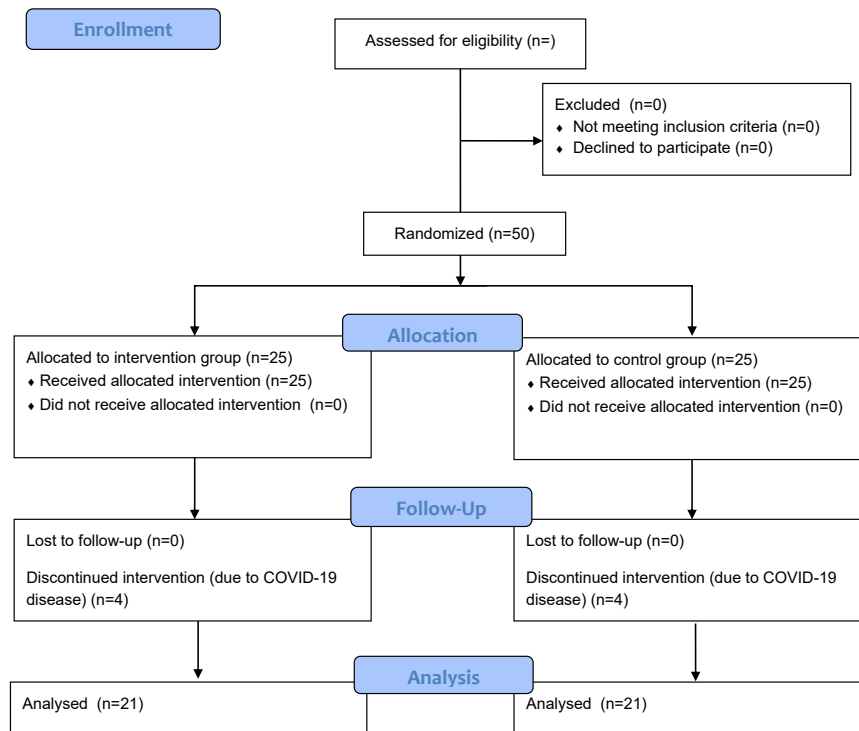 Enrollment
Assessed for eligibility (n=)
Excluded (n=0)
♦ Not meeting inclusion criteria (n=0)
♦ Declined to participate (n=0)
Randomized (n=50)
Allocation
Allocated to intervention group (n=25)
♦ Received allocated intervention (n=25)
♦ Did not receive allocated intervention (n=0)
Allocated to control group (n=25)
♦ Received allocated intervention (n=25)
♦ Did not receive allocated intervention (n=0)
Follow-Up
Lost to follow-up (n=0)
Discontinued intervention (due to COVID-19
disease) (n=4)
Lost to follow-up (n=0)
Discontinued intervention (due to COVID-19
disease) (n=4)
Analysis
Analysed (n=21)
Analysed (n=21)